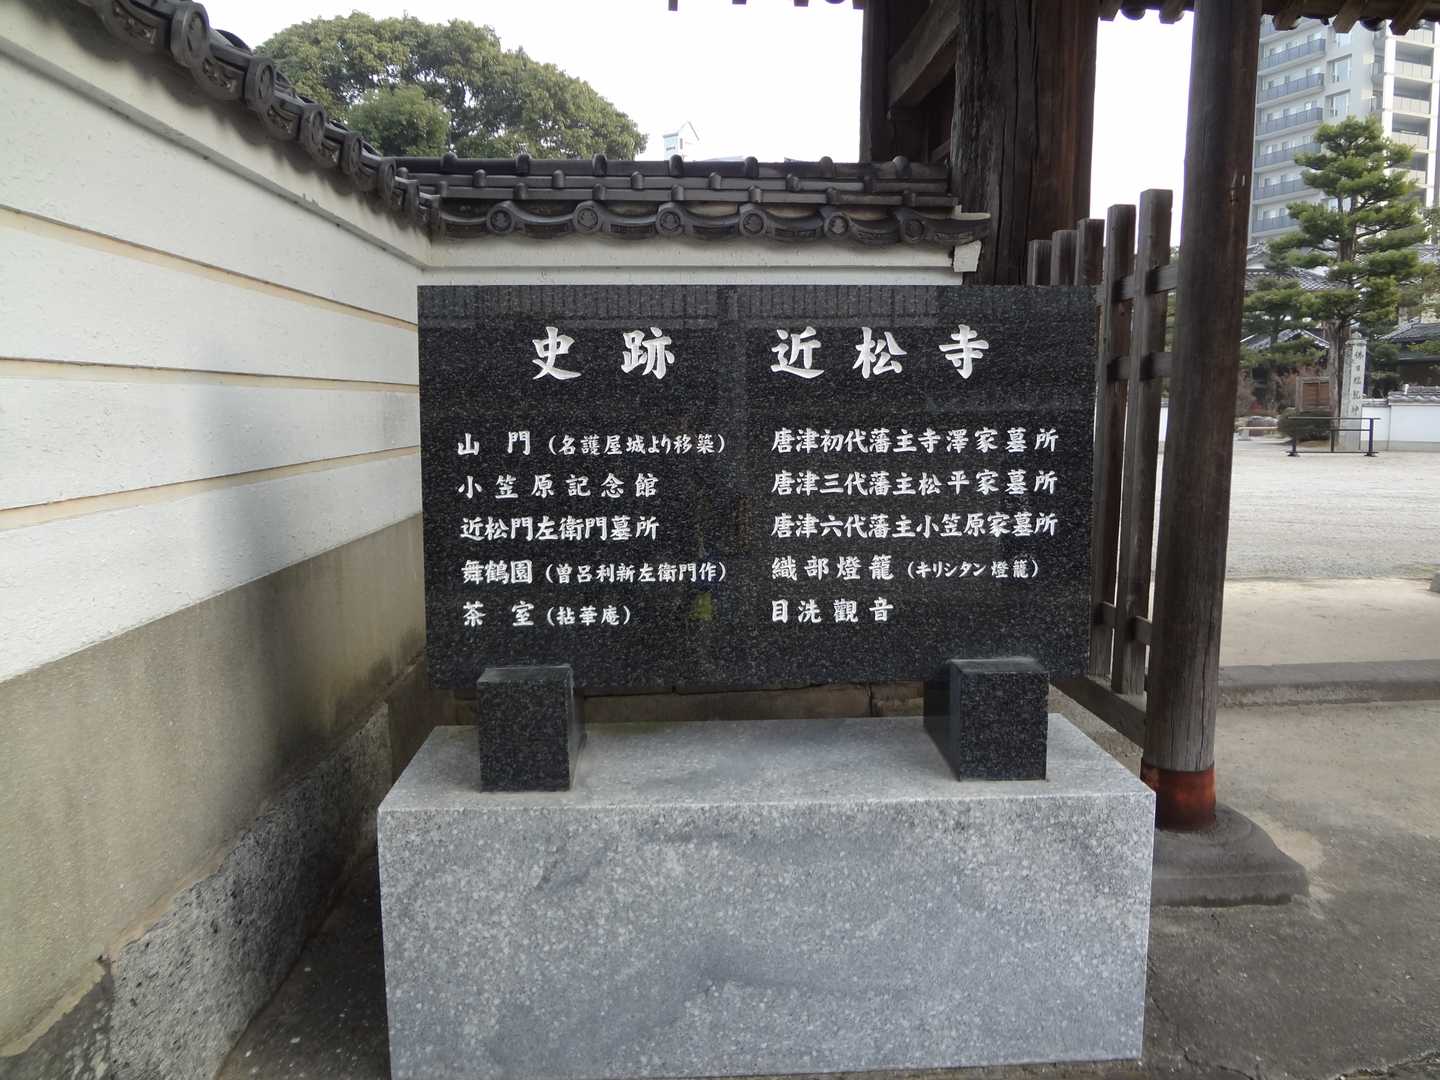 史跡 近松寺
山門（名護屋城より移築）
小笠原記念館
近松門左衛門墓所
舞鶴園（曽呂利新左衛門作）
茶室（拈華庵）
唐津初代藩主寺澤家墓所
唐津三代藩主松平家墓所
唐津六代藩主小笠原家墓所
織部燈籠（キリシタン燈籠）
目洗觀音